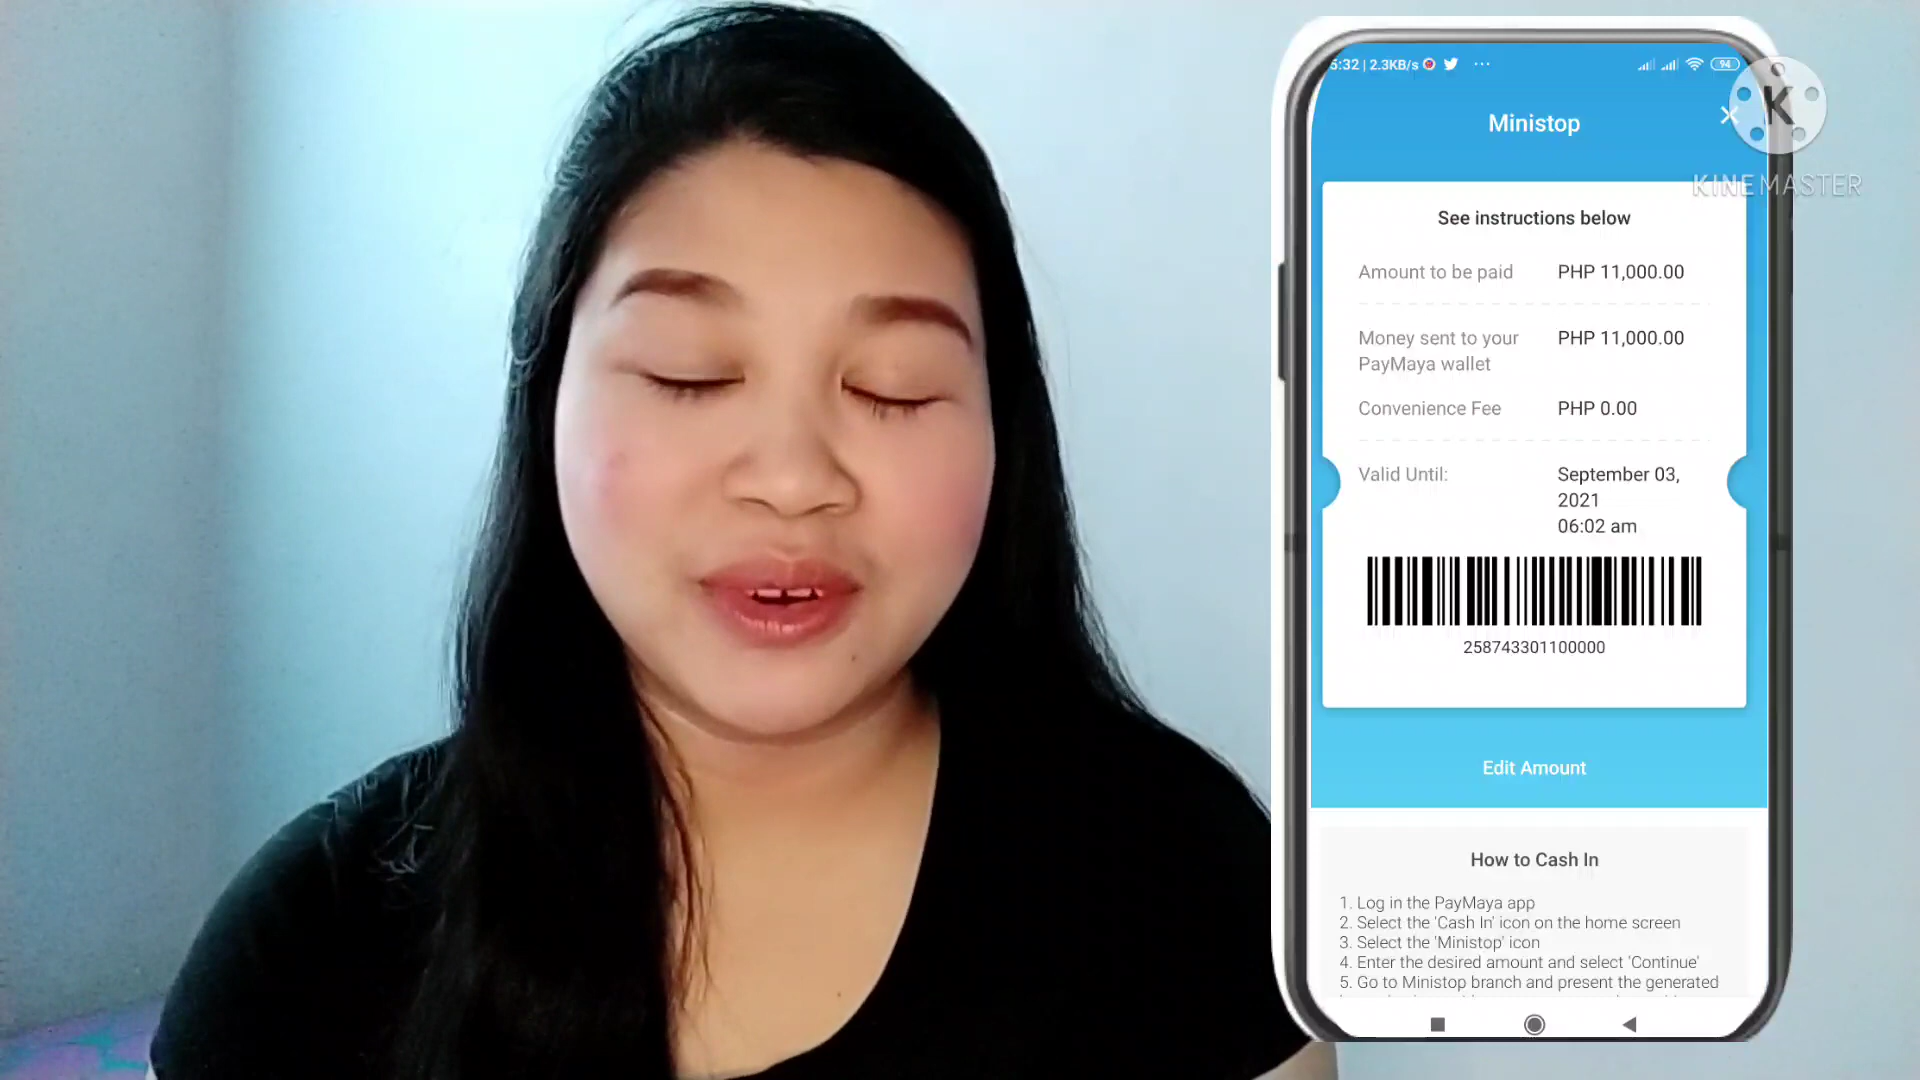 5:32 | 2.3KB/s
94
K
KINEMASTER
Ministop
See instructions below
Amount to be paid PHP 11,000.00
Money sent to your PHP 11,000.00
PayMaya wallet
Convenience Fee PHP 0.00
Valid Until: September 03,
2021
06:02 am
258743301100000
Edit Amount
How to Cash In
1. Log in the PayMaya app
2. Select the 'Cash In' icon on the home screen
3. Select the 'Ministop' icon
4. Enter the desired amount and select 'Continue'
5. Go to Ministop branch and present the generated